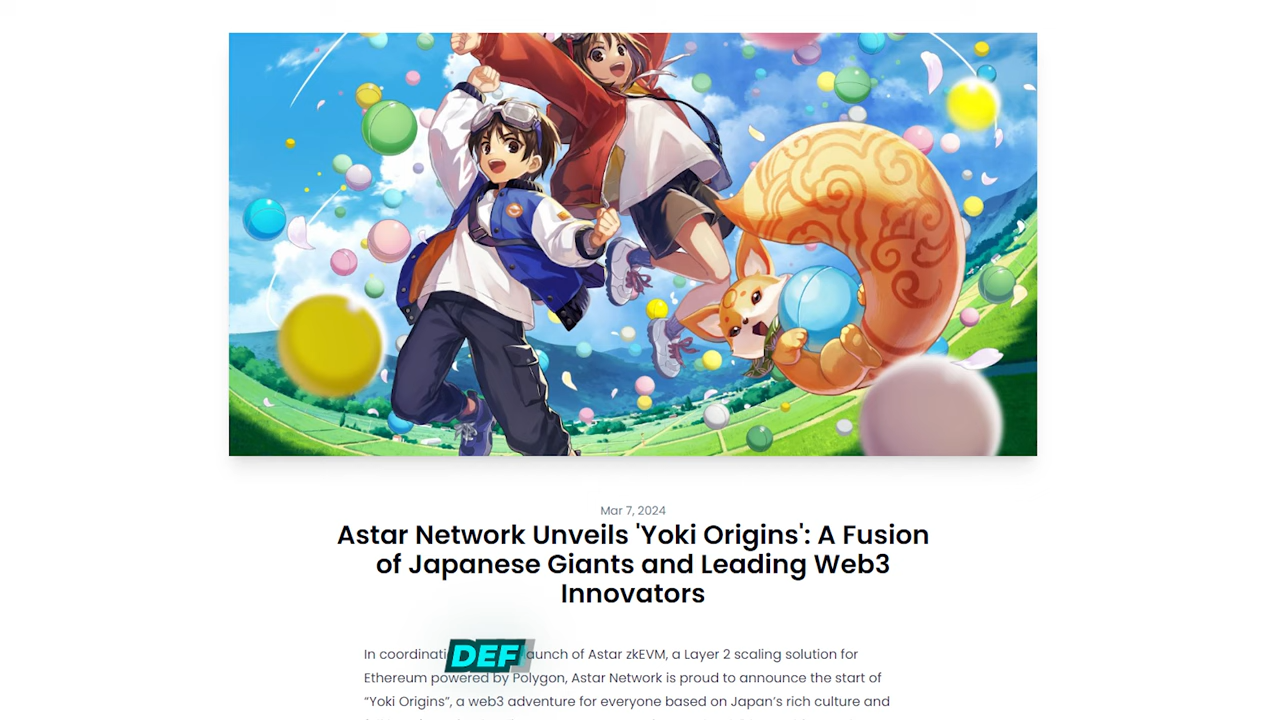 Mar 7, 2024
Astar Network Unveils 'Yoki Origins': A Fusion
of Japanese Giants and Leading Web3
Innovators
In coordinati DEF aunch of Astar zkEVM, a Layer 2 scaling solution for
Ethereum powered by Polygon, Astar Network is proud to announce the start of
“Yoki Origins”, a web3 adventure for everyone based on Japan’s rich culture and